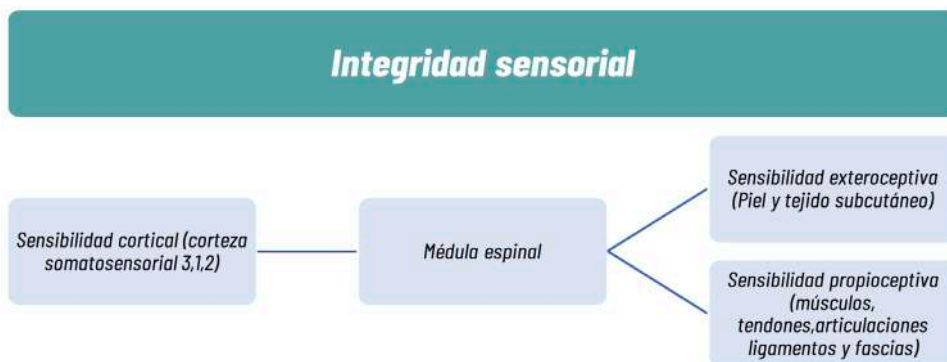 Integridad sensorial
Sensibilidad exteroceptiva
(Piel y tejido subcutáneo)
Sensibilidad cortical (corteza
somatosensorial 3,1,2)
Médula espinal
Sensibilidad propioceptiva
(músculos,
tendones,articulaciones
ligamentos y fascias)